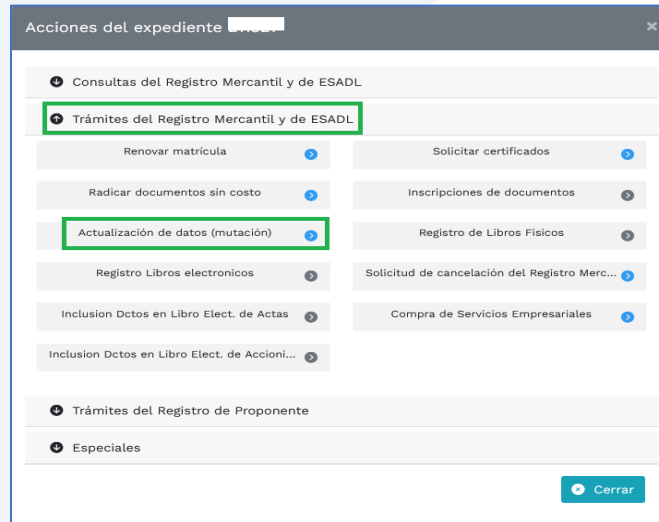 Acciones del expediente
×
Consultas del Registro Mercantil y de ESADL
Trámites del Registro Mercantil y de ESADL
Renovar matrícula
Solicitar certificados
Radicar documentos sin costo
Inscripciones de documentos
Actualización de datos (mutación)
Registro de Libros Fisicos
Registro Libros electronicos
Solicitud de cancelación del Registro Merc...
Inclusion Dctos en Libro Elect. de Actas
Compra de Servicios Empresariales
Inclusion Dctos en Libro Elect. de Accioni...
Trámites del Registro de Proponente
Especiales
Cerrar